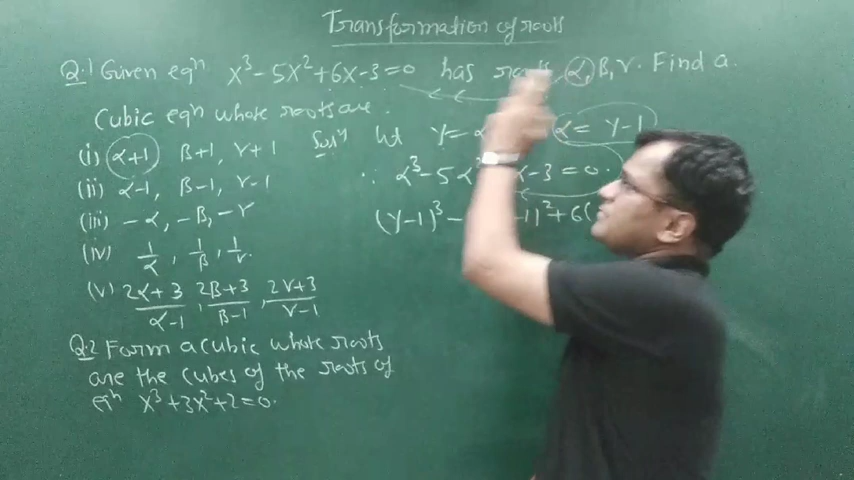 Transformation of roots
Q.1 Given eqⁿ x³-5x²+6x-3=0 has roots α, β, γ. Find a
Cubic eqⁿ whose roots are.
(i) α+1, β+1, γ+1
(ii) α-1, β-1, γ-1
(iii) -α, -β, -γ
(iv) 1/α, 1/β, 1/γ.
(v) 2α+3/α-1, 2β+3/β-1, 2γ+3/γ-1
Q.2 Form a cubic whose roots
are the cubes of the roots of
eqⁿ x³+3x²+2=0.
Solⁿ let y= α= y-1
∴ α³-5α -3=0.
(y-1)³- -1)²+6(